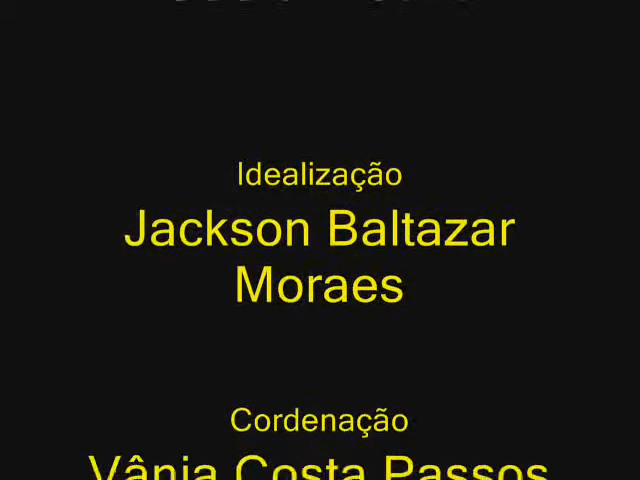 Idealização
Jackson Baltazar
Moraes
Cordenação
Vânia Costa Passos